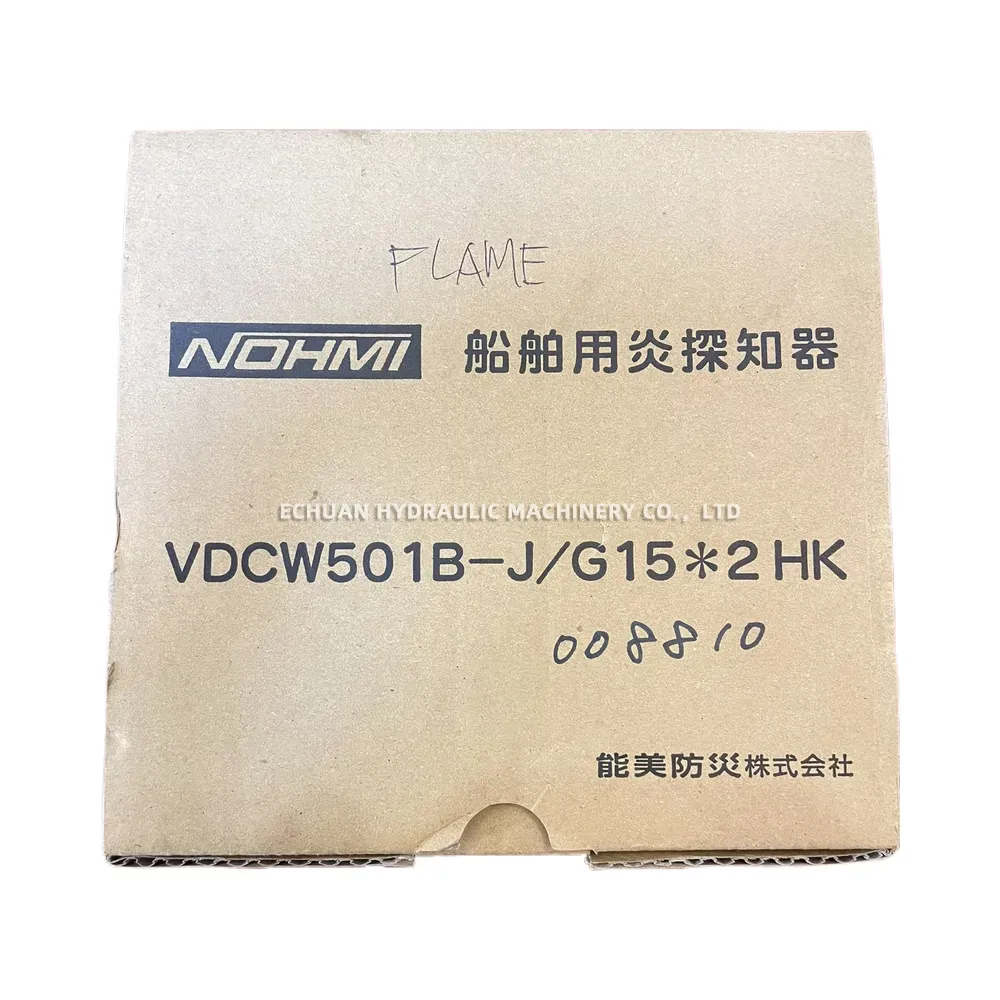 FLAME
NOHMI 船舶用炎探知器
ECHUAN HYDRAULIC MACHINERY CO., LTD
VDCW501B-J/G15*2HK
008810
能美防災株式会社